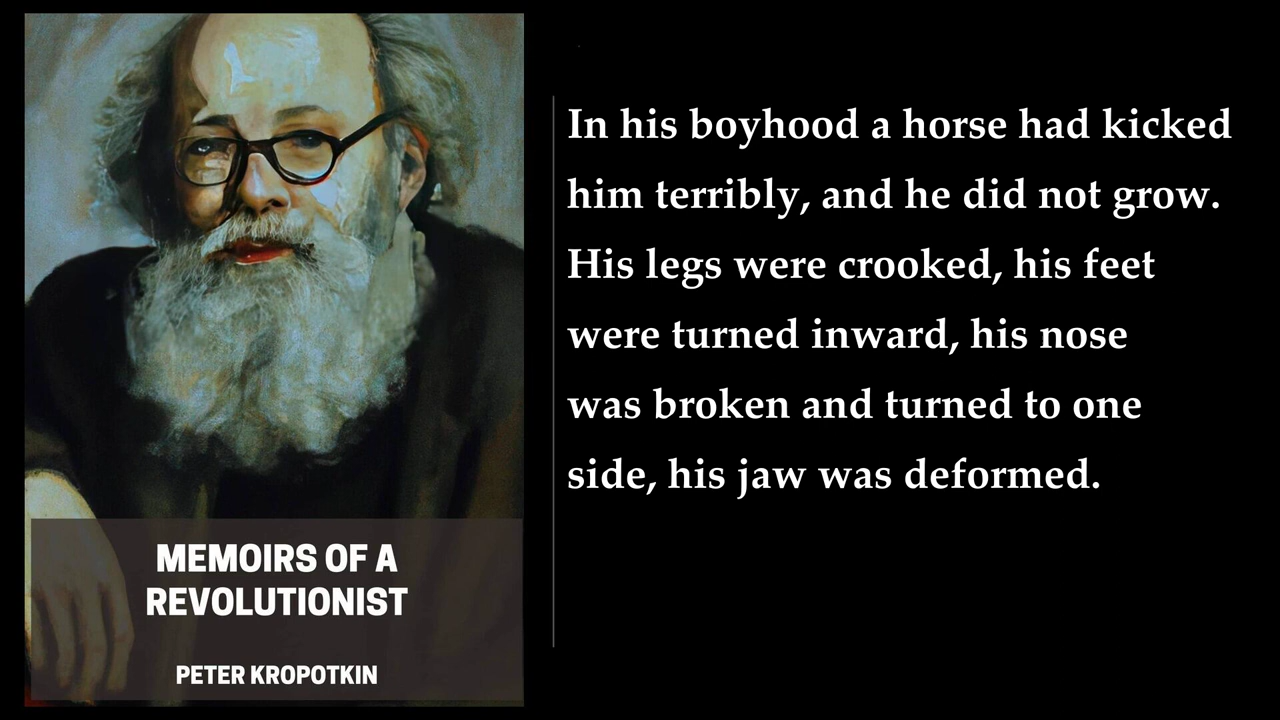 MEMOIRS OF A
REVOLUTIONIST
PETER KROPOTKIN
In his boyhood a horse had kicked
him terribly, and he did not grow.
His legs were crooked, his feet
were turned inward, his nose
was broken and turned to one
side, his jaw was deformed.